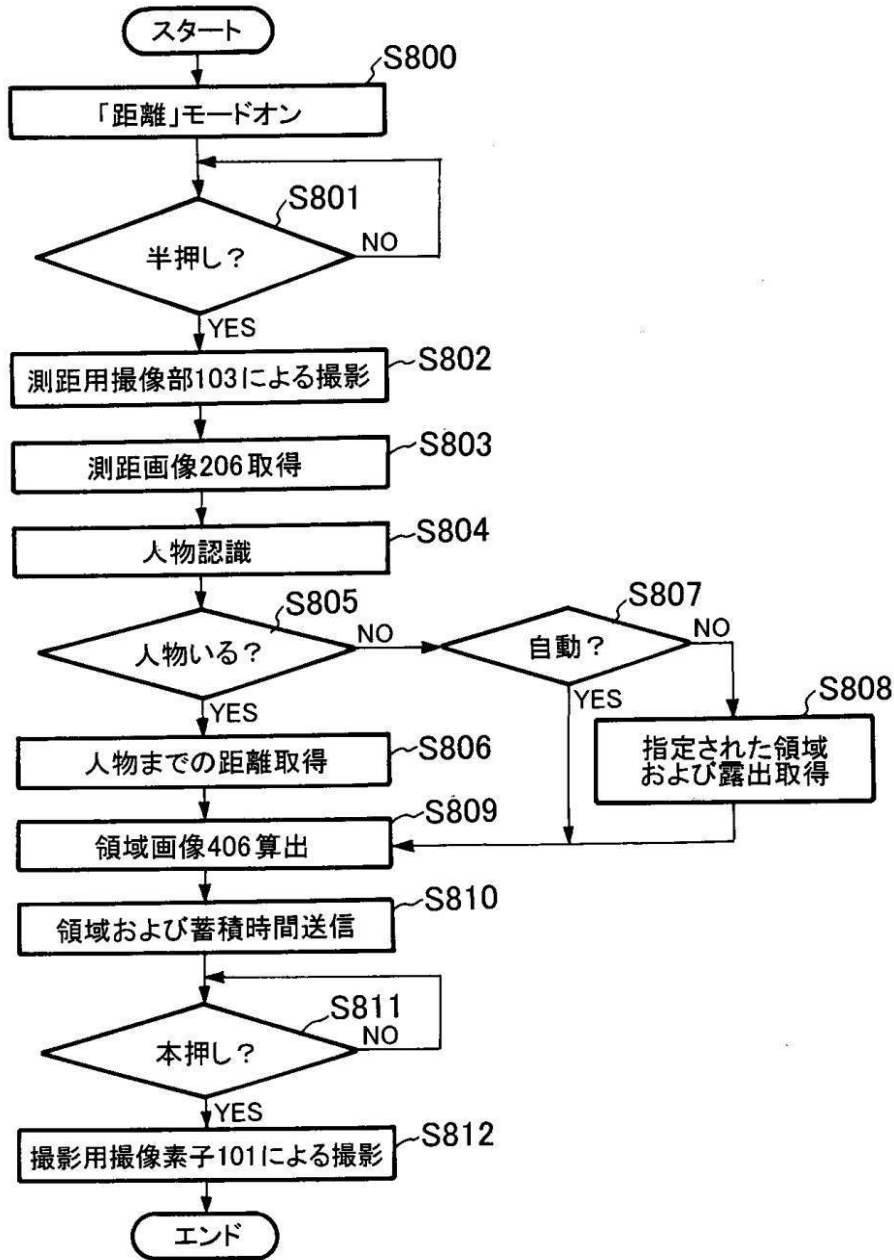 スタート
S800
「距離」モードオン
S801
半押し？
NO
YES
S802
測距用撮像部103による撮影
S803
測距画像206取得
S804
人物認識
S805
人物いる？
NO
YES
S807
自動？
NO
YES
S808
指定された領域
および露出取得
S806
人物までの距離取得
S809
領域画像406算出
S810
領域および蓄積時間送信
S811
本押し？
NO
YES
S812
撮影用撮像素子101による撮影
エンド